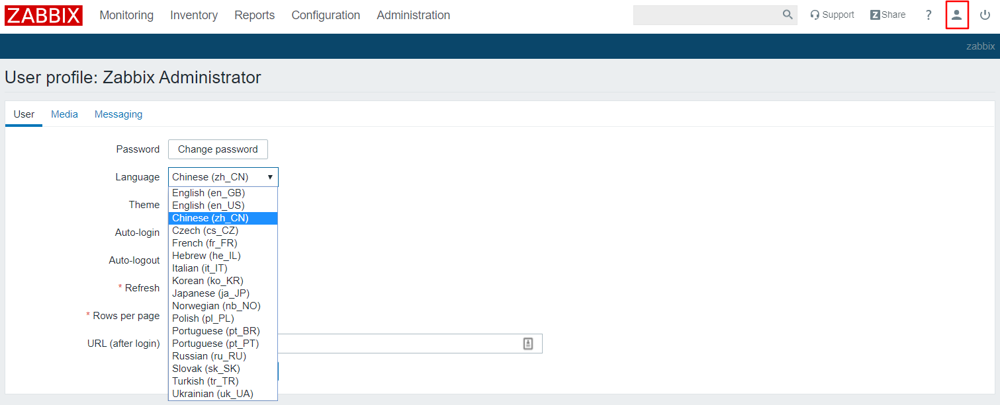 ZABBIX Monitoring Inventory Reports Configuration Administration Support Z Share ?
zabbix
User profile: Zabbix Administrator
User Media Messaging
Password Change password
Language Chinese (zh_CN) ▼
English (en_GB)
Theme English (en_US)
Chinese (zh_CN)
Auto-login Czech (cs_CZ)
French (fr_FR)
Auto-logout Hebrew (he_IL)
Italian (it_IT)
* Refresh Korean (ko_KR)
Japanese (ja_JP)
Norwegian (nb_NO)
* Rows per page Polish (pl_PL)
Portuguese (pt_BR)
URL (after login) Portuguese (pt_PT)
Russian (ru_RU)
Slovak (sk_SK)
Turkish (tr_TR)
Ukrainian (uk_UA)